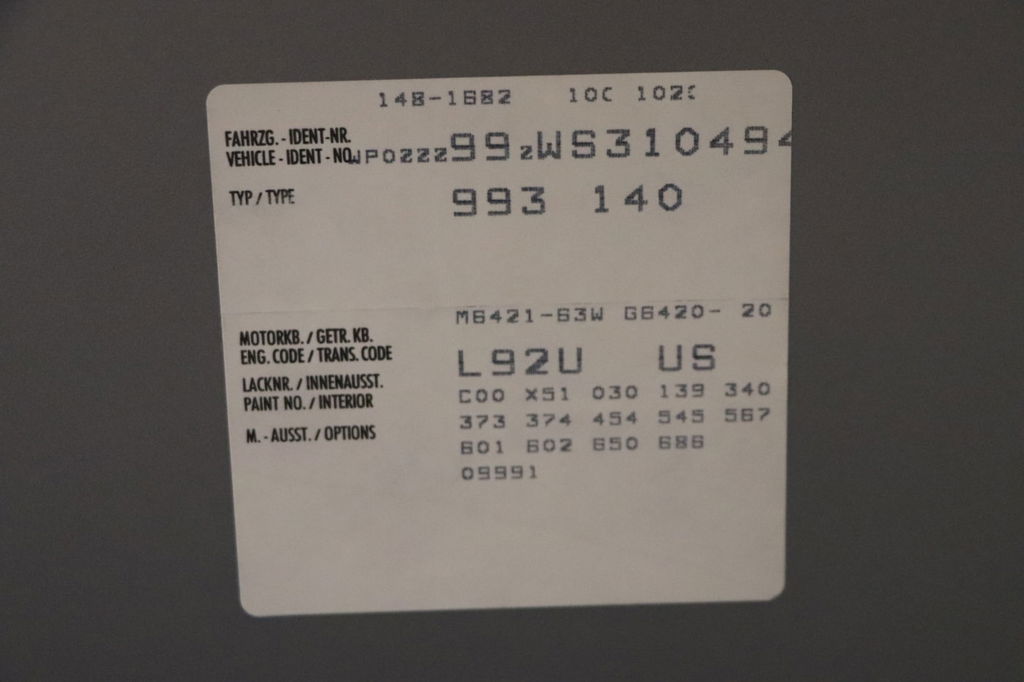 148-1682 10C 102C
FAHRZG. - IDENT-NR.
VEHICLE - IDENT - NO. WP0ZZZ99ZWS310494
TYP / TYPE 993 140
M6421-63W G6420- 20
MOTORKB. / GETR. KB.
ENG. CODE / TRANS. CODE
L92U US
LACKNR. / INNENAUSST.
PAINT NO. / INTERIOR
C00 X51 030 139 340
373 374 454 545 567
M. - AUSST. / OPTIONS
601 602 650 686
09991